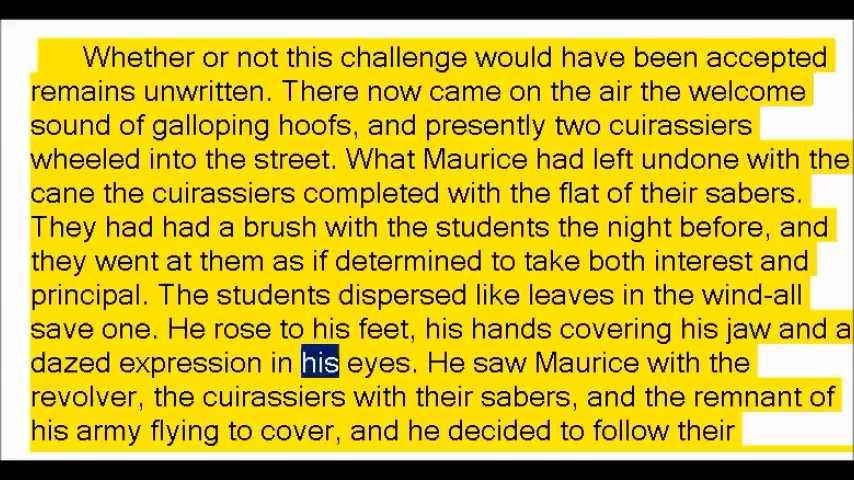 Whether or not this challenge would have been accepted
remains unwritten. There now came on the air the welcome
sound of galloping hoofs, and presently two cuirassiers
wheeled into the street. What Maurice had left undone with the
cane the cuirassiers completed with the flat of their sabers.
They had had a brush with the students the night before, and
they went at them as if determined to take both interest and
principal. The students dispersed like leaves in the wind-all
save one. He rose to his feet, his hands covering his jaw and a
dazed expression in his eyes. He saw Maurice with the
revolver, the cuirassiers with their sabers, and the remnant of
his army flying to cover, and he decided to follow their